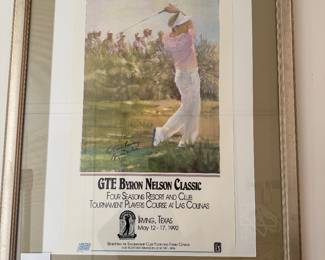 GTE BYRON NELSON CLASSIC
FOUR SEASONS RESORT AND CLUB
TOURNAMENT PLAYERS COURSE AT LAS COLINAS
IRVING, TEXAS
MAY 12 - 17, 1992